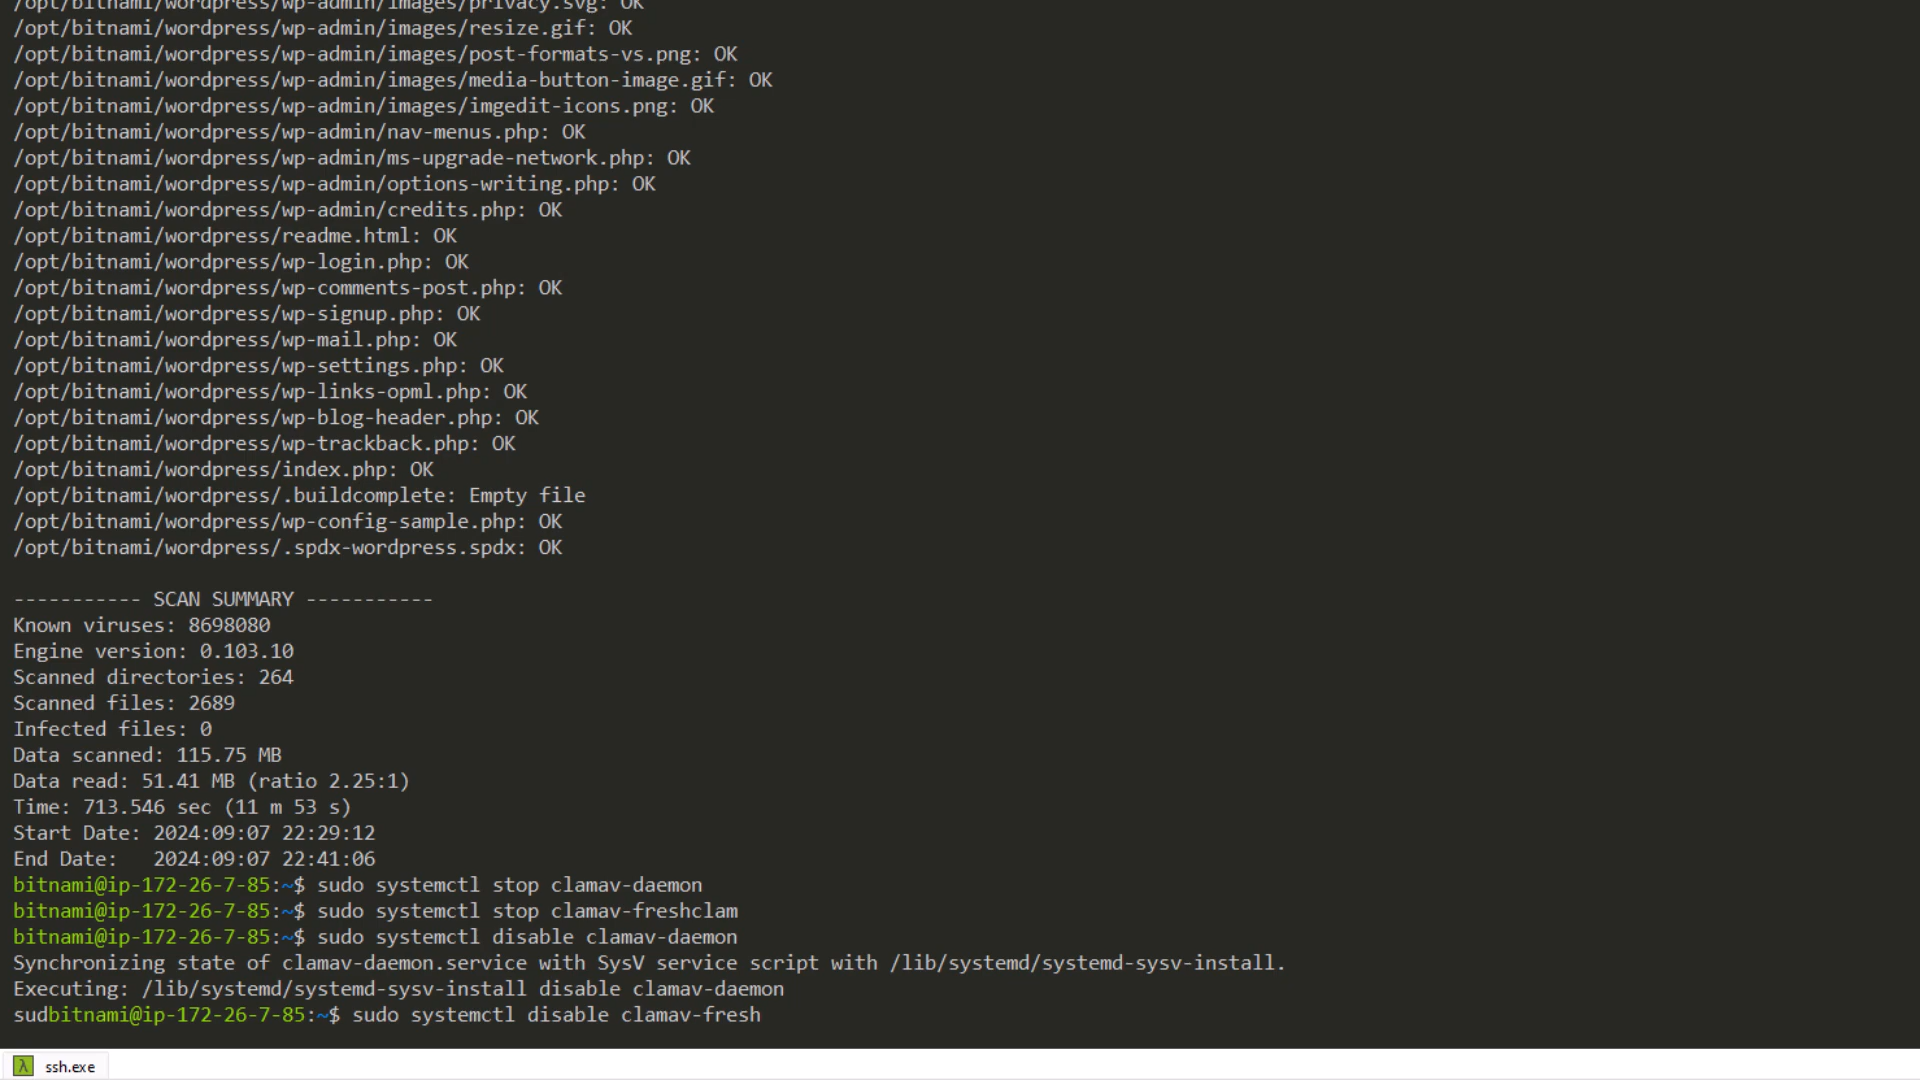 /opt/bitnami/wordpress/wp-admin/images/privacy.svg: OK
/opt/bitnami/wordpress/wp-admin/images/resize.gif: OK
/opt/bitnami/wordpress/wp-admin/images/post-formats-vs.png: OK
/opt/bitnami/wordpress/wp-admin/images/media-button-image.gif: OK
/opt/bitnami/wordpress/wp-admin/images/imgedit-icons.png: OK
/opt/bitnami/wordpress/wp-admin/nav-menus.php: OK
/opt/bitnami/wordpress/wp-admin/ms-upgrade-network.php: OK
/opt/bitnami/wordpress/wp-admin/options-writing.php: OK
/opt/bitnami/wordpress/wp-admin/credits.php: OK
/opt/bitnami/wordpress/readme.html: OK
/opt/bitnami/wordpress/wp-login.php: OK
/opt/bitnami/wordpress/wp-comments-post.php: OK
/opt/bitnami/wordpress/wp-signup.php: OK
/opt/bitnami/wordpress/wp-mail.php: OK
/opt/bitnami/wordpress/wp-settings.php: OK
/opt/bitnami/wordpress/wp-links-opml.php: OK
/opt/bitnami/wordpress/wp-blog-header.php: OK
/opt/bitnami/wordpress/wp-trackback.php: OK
/opt/bitnami/wordpress/index.php: OK
/opt/bitnami/wordpress/.buildcomplete: Empty file
/opt/bitnami/wordpress/wp-config-sample.php: OK
/opt/bitnami/wordpress/.spdx-wordpress.spdx: OK
----------- SCAN SUMMARY -----------
Known viruses: 8698080
Engine version: 0.103.10
Scanned directories: 264
Scanned files: 2689
Infected files: 0
Data scanned: 115.75 MB
Data read: 51.41 MB (ratio 2.25:1)
Time: 713.546 sec (11 m 53 s)
Start Date: 2024:09:07 22:29:12
End Date:   2024:09:07 22:41:06
bitnami@ip-172-26-7-85:~$ sudo systemctl stop clamav-daemon
bitnami@ip-172-26-7-85:~$ sudo systemctl stop clamav-freshclam
bitnami@ip-172-26-7-85:~$ sudo systemctl disable clamav-daemon
Synchronizing state of clamav-daemon.service with SysV service script with /lib/systemd/systemd-sysv-install.
Executing: /lib/systemd/systemd-sysv-install disable clamav-daemon
sudbitnami@ip-172-26-7-85:~$ sudo systemctl disable clamav-fresh
λ ssh.exe